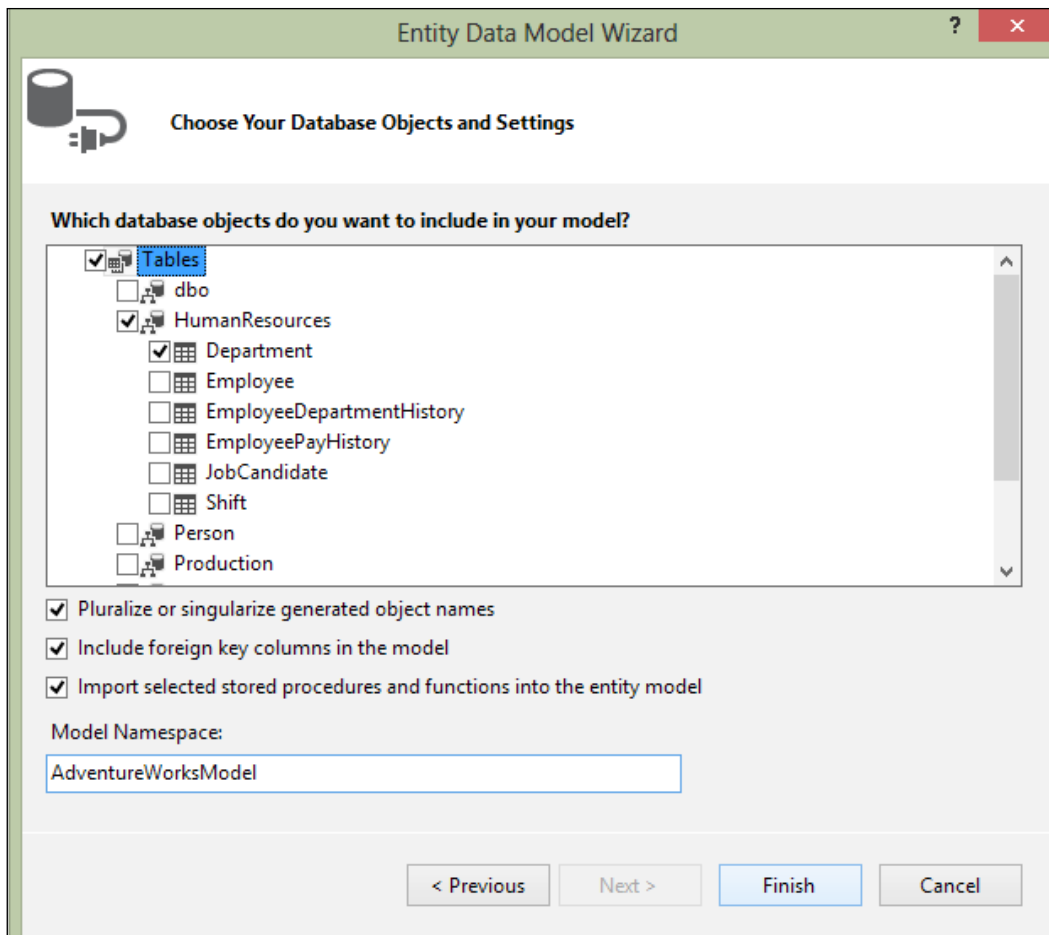 Entity Data Model Wizard
?
Choose Your Database Objects and Settings
Which database objects do you want to include in your model?
Tables
dbo
HumanResources
Department
Employee
EmployeeDepartmentHistory
EmployeePayHistory
JobCandidate
Shift
Person
Production
Pluralize or singularize generated object names
Include foreign key columns in the model
Import selected stored procedures and functions into the entity model
Model Namespace:
AdventureWorksModel
< Previous
Next >
Finish
Cancel